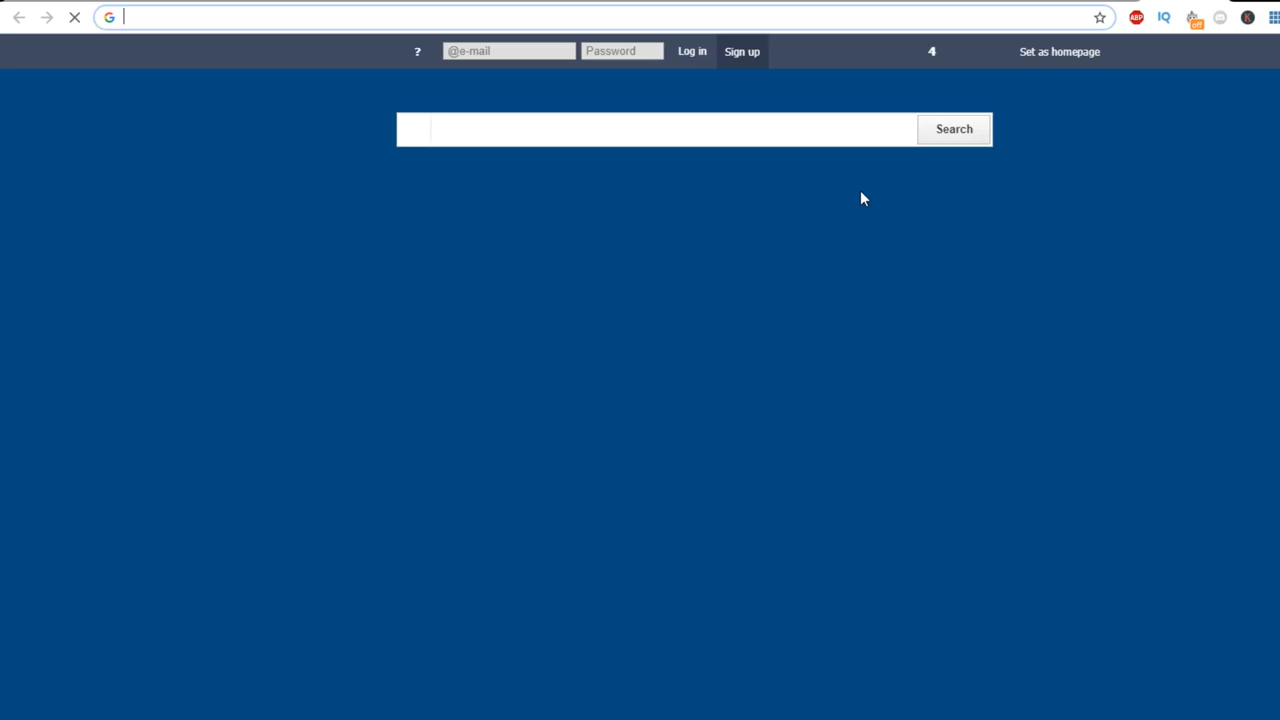 G
ABP
IQ
off
K
?
@e-mail
Password
Log in
Sign up
4
Set as homepage
Search